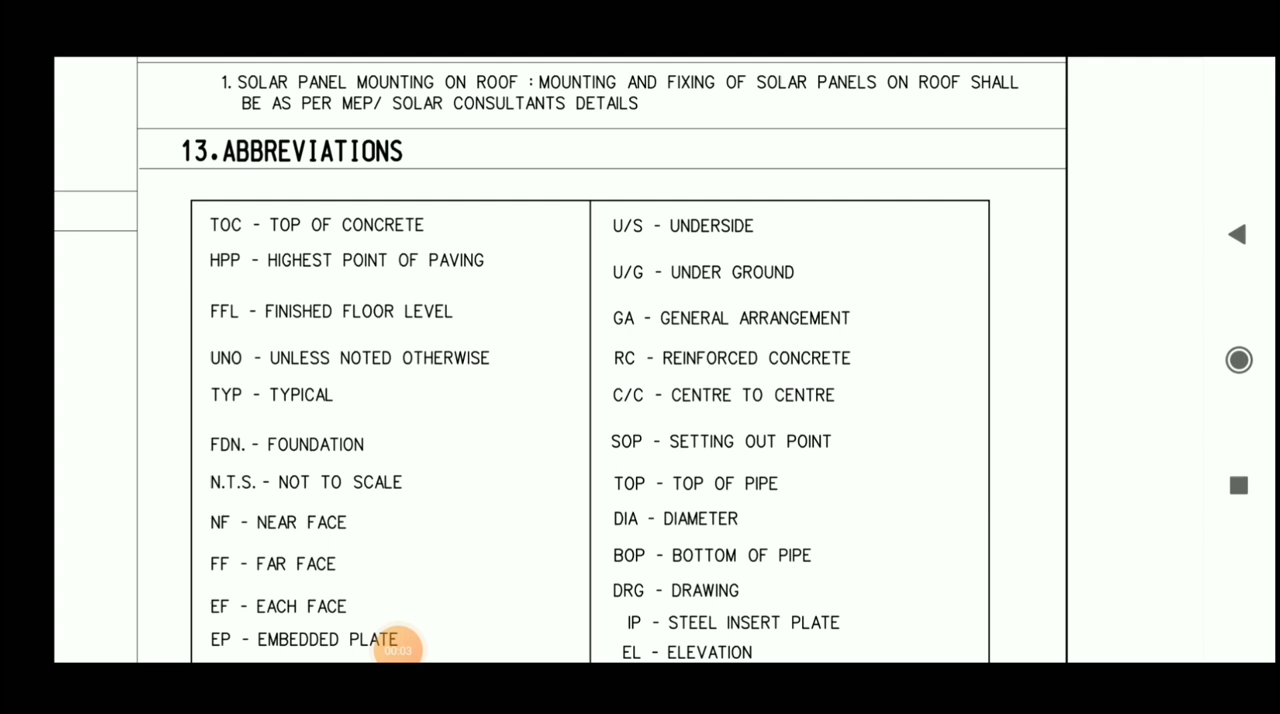 1. SOLAR PANEL MOUNTING ON ROOF : MOUNTING AND FIXING OF SOLAR PANELS ON ROOF SHALL
BE AS PER MEP/ SOLAR CONSULTANTS DETAILS
13.ABBREVIATIONS
TOC - TOP OF CONCRETE
HPP - HIGHEST POINT OF PAVING
FFL - FINISHED FLOOR LEVEL
UNO - UNLESS NOTED OTHERWISE
TYP - TYPICAL
FDN. - FOUNDATION
N.T.S. - NOT TO SCALE
NF - NEAR FACE
FF - FAR FACE
EF - EACH FACE
EP - EMBEDDED PLATE
00:03
U/S - UNDERSIDE
U/G - UNDER GROUND
GA - GENERAL ARRANGEMENT
RC - REINFORCED CONCRETE
C/C - CENTRE TO CENTRE
SOP - SETTING OUT POINT
TOP - TOP OF PIPE
DIA - DIAMETER
BOP - BOTTOM OF PIPE
DRG - DRAWING
IP - STEEL INSERT PLATE
EL - ELEVATION